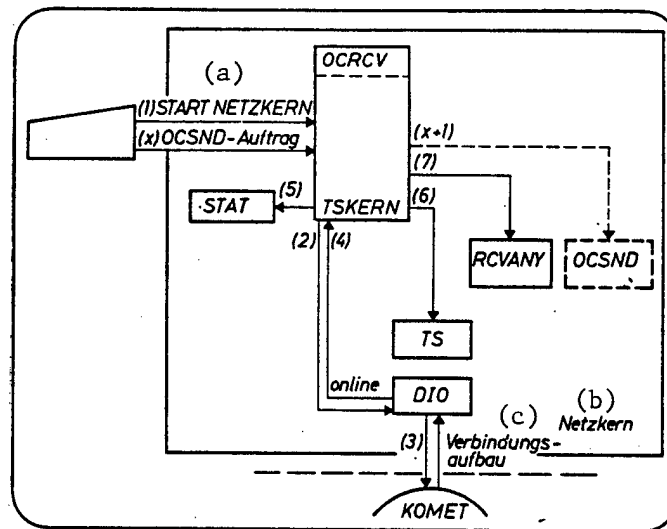 OCRCV
(a)
(1) START NETZKERN
(x) OCSND-Auftrag
(x+1)
(7)
(5)
(6)
STAT
TSKERN
(2)
(4)
RCVANY
OCSND
TS
online
DIO
(c)
(b)
Netzkern
(3)
Verbindungs-
aufbau
KOMET